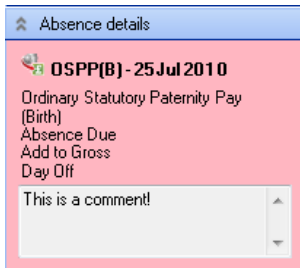 Absence details
OSPP(B) - 25 Jul 2010
Ordinary Statutory Paternity Pay
(Birth)
Absence Due
Add to Gross
Day Off
This is a comment!